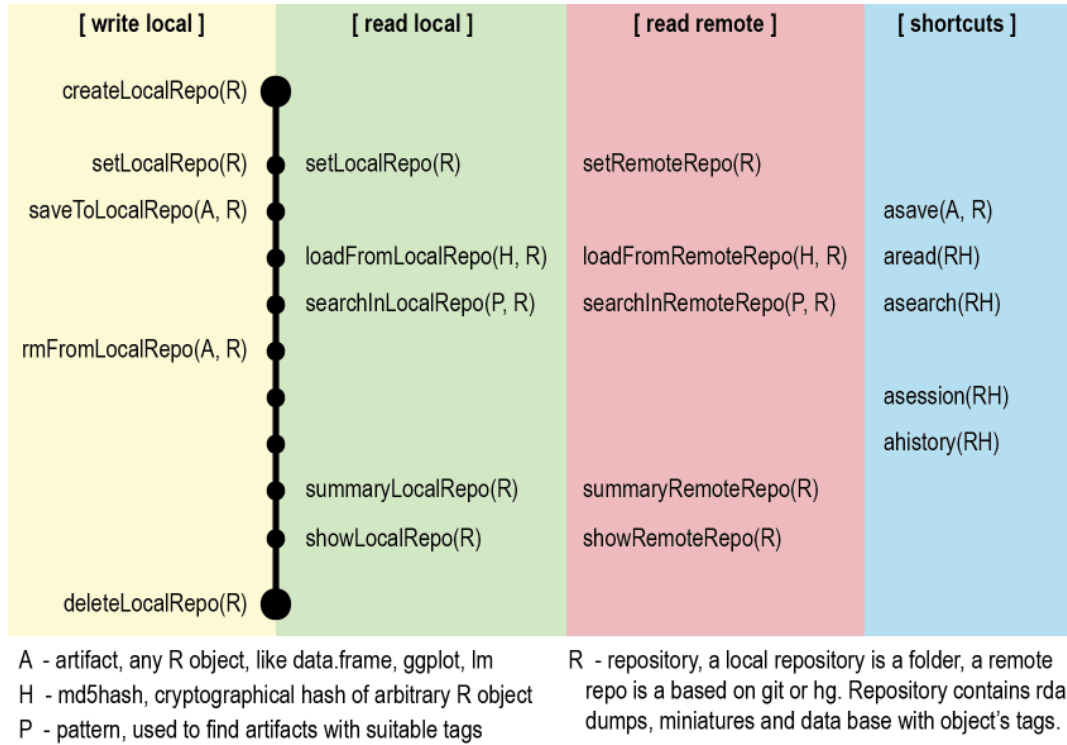 [ write local ] [ read local ] [ read remote ] [ shortcuts ]
createLocalRepo(R)
setLocalRepo(R) setLocalRepo(R) setRemoteRepo(R)
saveToLocalRepo(A, R) asave(A, R)
loadFromLocalRepo(H, R) loadFromRemoteRepo(H, R) aread(RH)
searchInLocalRepo(P, R) searchInRemoteRepo(P, R) asearch(RH)
rmFromLocalRepo(A, R)
asession(RH)
ahistory(RH)
summaryLocalRepo(R) summaryRemoteRepo(R)
showLocalRepo(R) showRemoteRepo(R)
deleteLocalRepo(R)
A - artifact, any R object, like data.frame, ggplot, lm
H - md5hash, cryptographical hash of arbitrary R object
P - pattern, used to find artifacts with suitable tags
R - repository, a local repository is a folder, a remote
repo is a based on git or hg. Repository contains rda
dumps, miniatures and data base with object's tags.